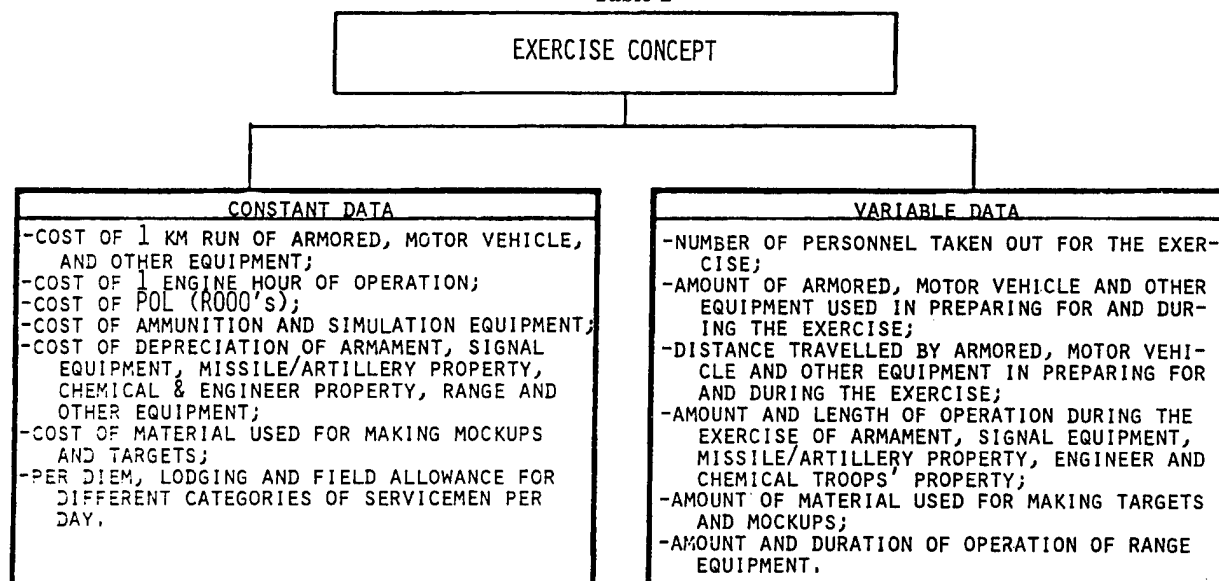 EXERCISE CONCEPT
CONSTANT DATA
-COST OF 1 KM RUN OF ARMORED, MOTOR VEHICLE,
AND OTHER EQUIPMENT;
-COST OF 1 ENGINE HOUR OF OPERATION;
-COST OF POL (R000's);
-COST OF AMMUNITION AND SIMULATION EQUIPMENT;
-COST OF DEPRECIATION OF ARMAMENT, SIGNAL
EQUIPMENT, MISSILE/ARTILLERY PROPERTY,
CHEMICAL & ENGINEER PROPERTY, RANGE AND
OTHER EQUIPMENT;
-COST OF MATERIAL USED FOR MAKING MOCKUPS
AND TARGETS;
-PER DIEM, LODGING AND FIELD ALLOWANCE FOR
DIFFERENT CATEGORIES OF SERVICEMEN PER
DAY.
VARIABLE DATA
-NUMBER OF PERSONNEL TAKEN OUT FOR THE EXER-
CISE;
-AMOUNT OF ARMORED, MOTOR VEHICLE AND OTHER
EQUIPMENT USED IN PREPARING FOR AND DUR-
ING THE EXERCISE;
-DISTANCE TRAVELLED BY ARMORED, MOTOR VEHI-
CLE AND OTHER EQUIPMENT IN PREPARING FOR
AND DURING THE EXERCISE;
-AMOUNT AND LENGTH OF OPERATION DURING THE
EXERCISE OF ARMAMENT, SIGNAL EQUIPMENT,
MISSILE/ARTILLERY PROPERTY, ENGINEER AND
CHEMICAL TROOPS' PROPERTY;
-AMOUNT OF MATERIAL USED FOR MAKING TARGETS
AND MOCKUPS;
-AMOUNT AND DURATION OF OPERATION OF RANGE
EQUIPMENT.